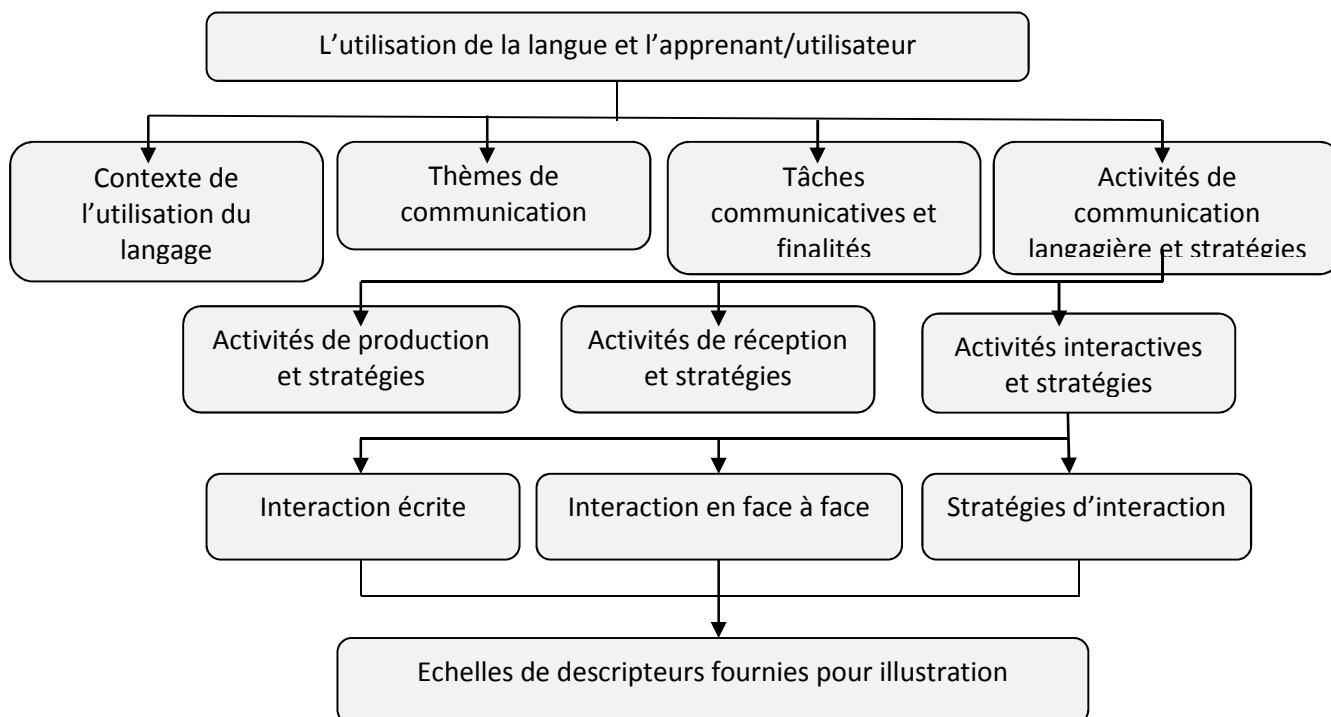 L’utilisation de la langue et l’apprenant/utilisateur
Contexte de
l’utilisation du
langage
Thèmes de
communication
Tâches
communicatives et
finalités
Activités de
communication
langagière et stratégies
Activités de production
et stratégies
Activités de réception
et stratégies
Activités interactives
et stratégies
Interaction écrite
Interaction en face à face
Stratégies d’interaction
Echelles de descripteurs fournies pour illustration